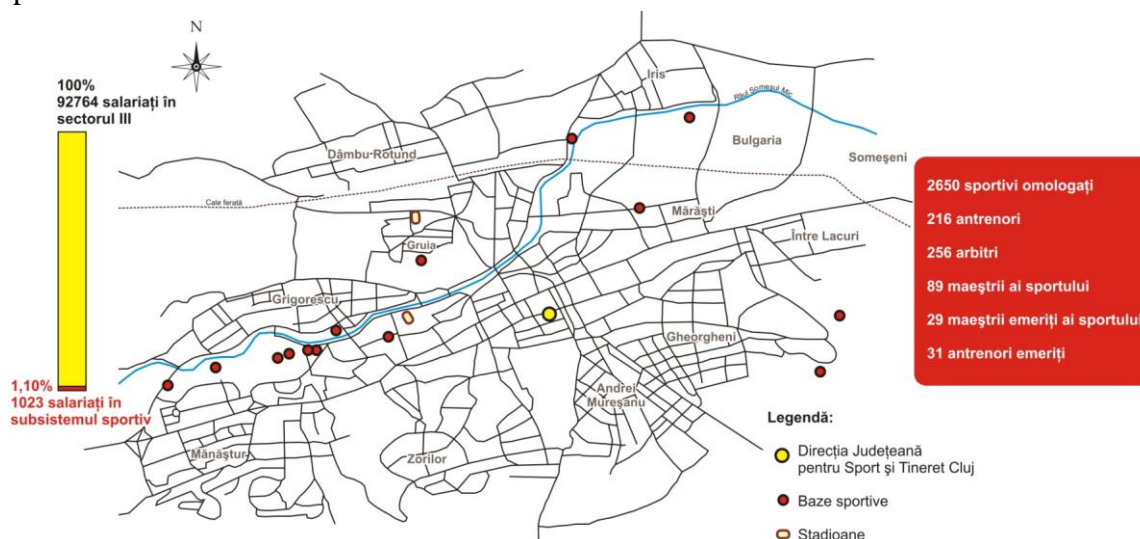 N
100%
92764 salariați în
sectorul III
1,10%
1023 salariați în
subsistemul sportiv
Iris
Râul Someșul Mic
Bulgaria
Someșeni
Dâmbu-Rotund
Cale ferată
Mărăști
Între Lacuri
Gruia
Grigorescu
Gheorgheni
Andrei
Mureșanu
Mănăștur
Zorilor
2650 sportivi omologați
216 antrenori
256 arbitri
89 maeştrii ai sportului
29 maeştrii emeriți ai sportului
31 antrenori emeriți
Legendă:
Direcția Județeană
pentru Sport și Tineret Cluj
Baze sportive
Stadioane